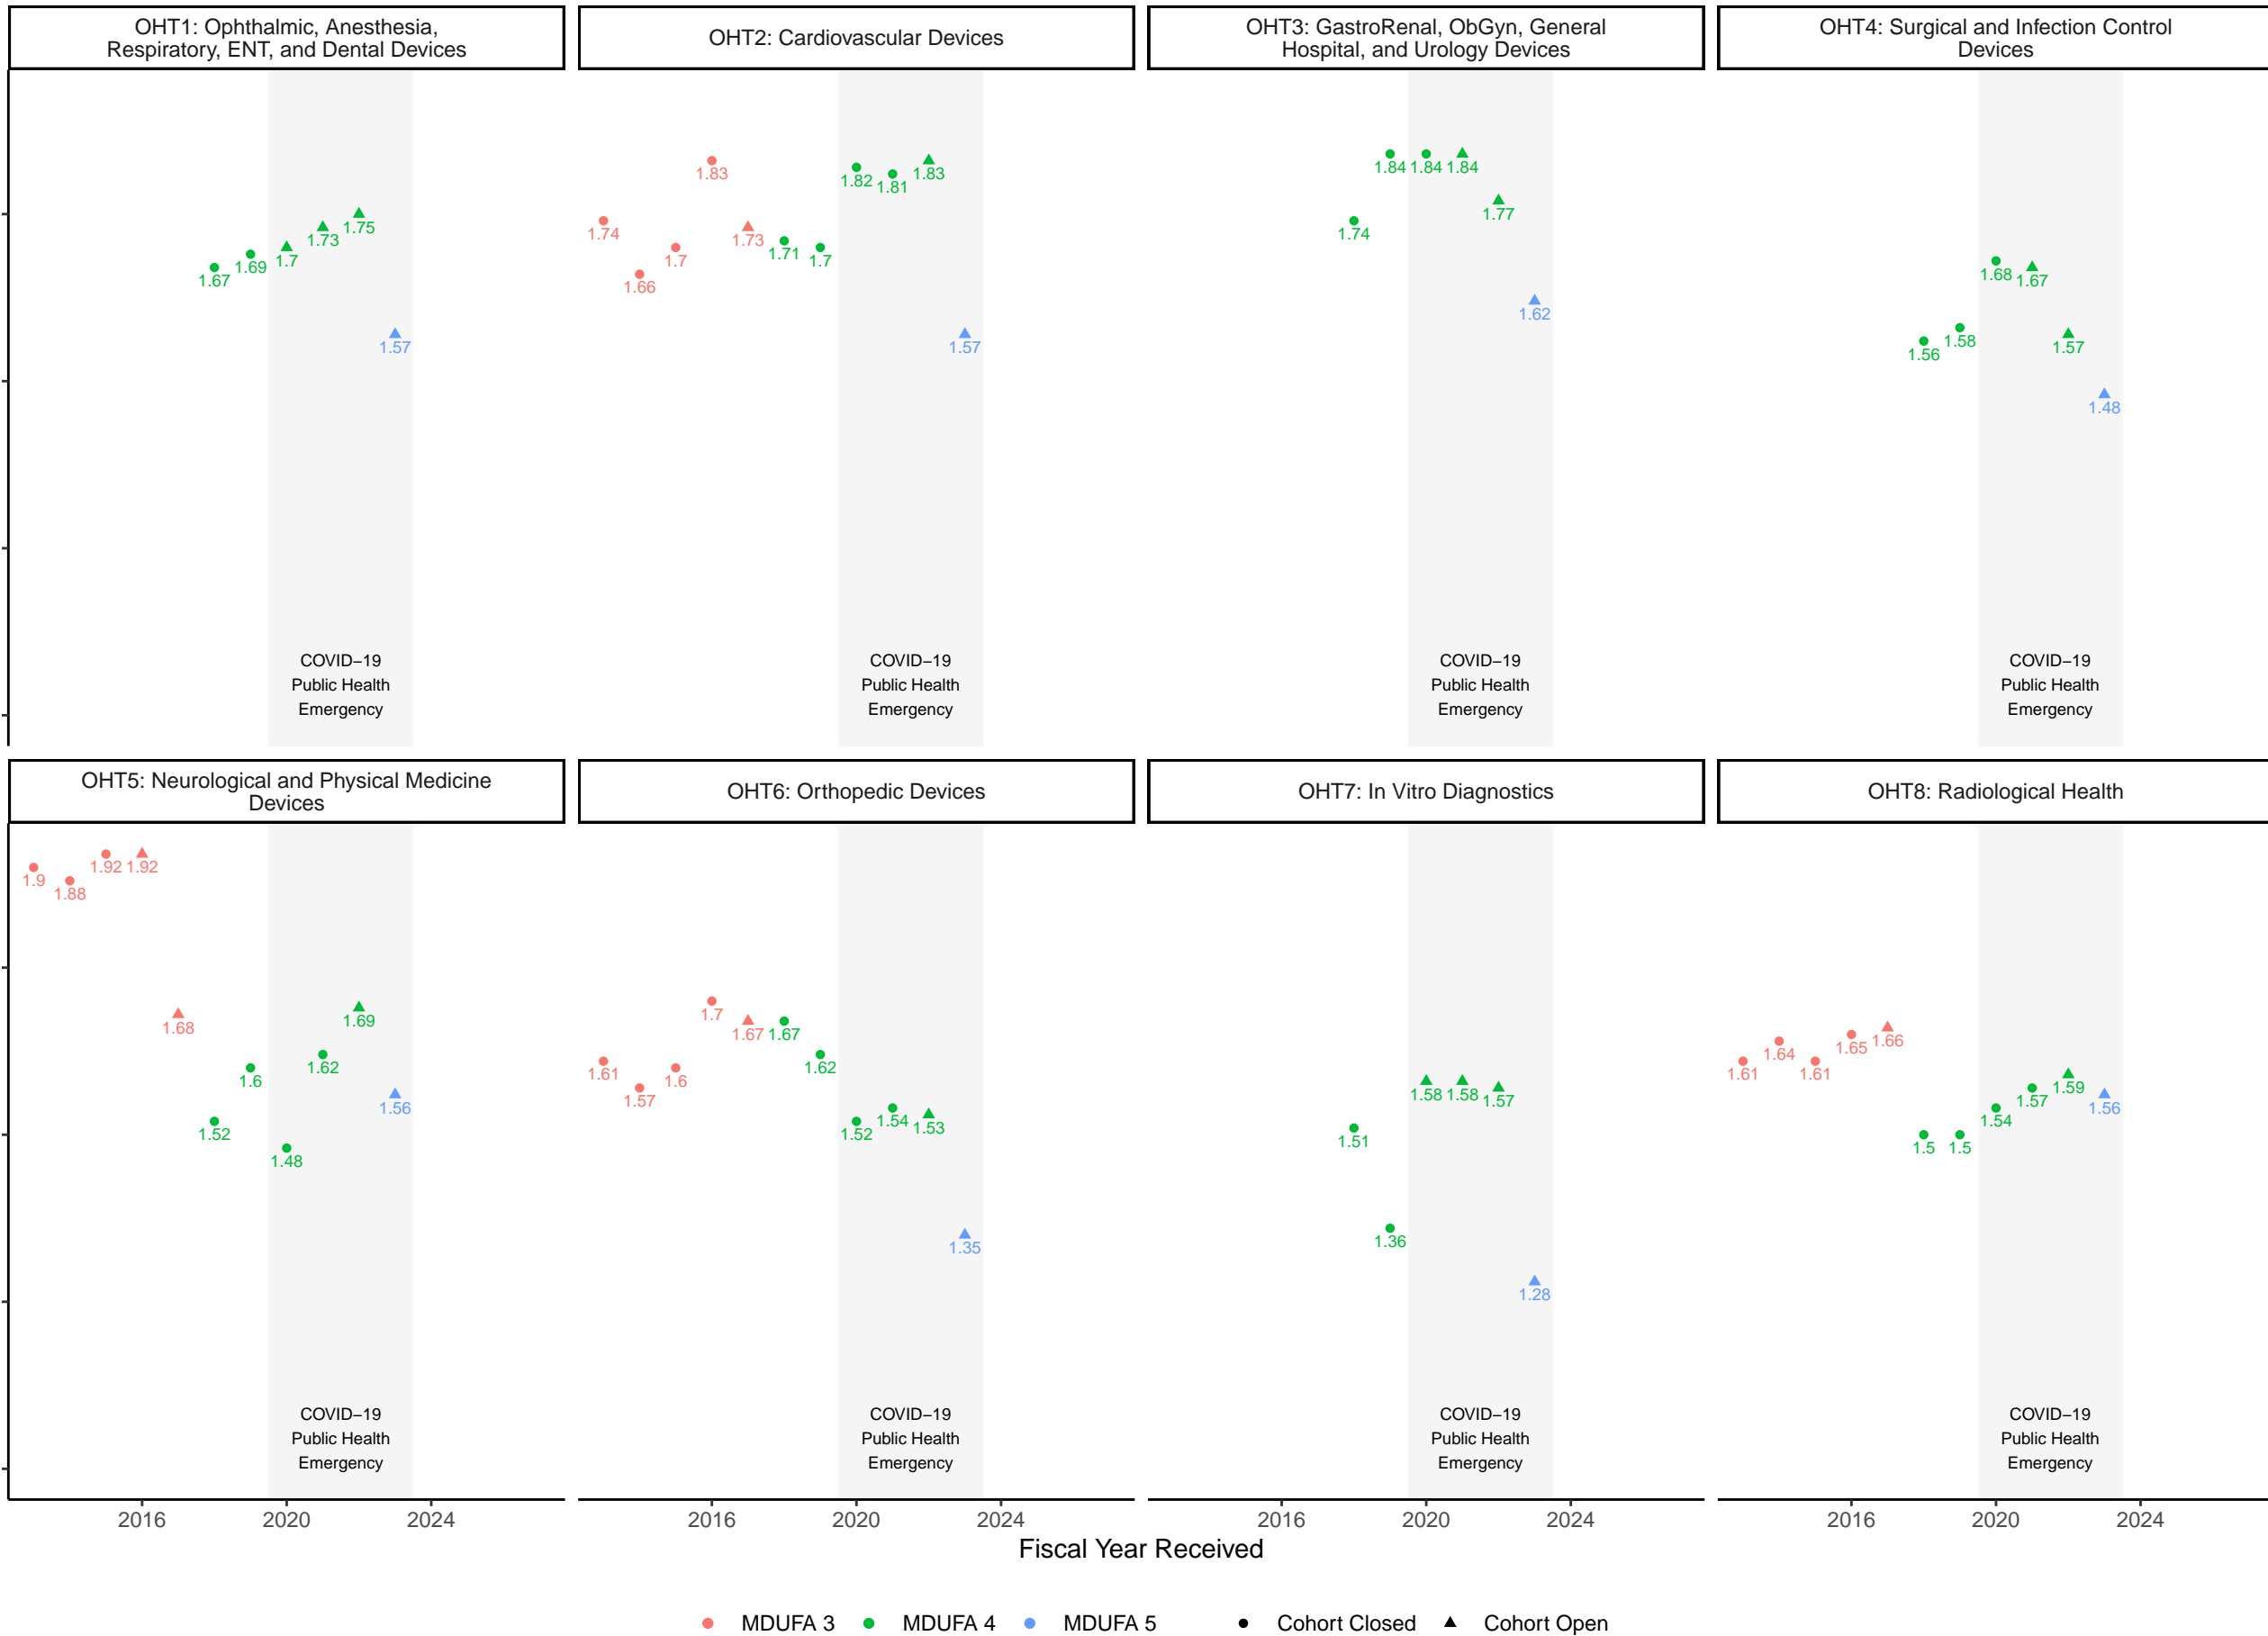 OHT1: Ophthalmic, Anesthesia,
Respiratory, ENT, and Dental Devices
OHT2: Cardiovascular Devices
OHT3: GastroRenal, ObGyn, General
Hospital, and Urology Devices
OHT4: Surgical and Infection Control
Devices
1.67
1.69
1.7
1.73
1.75
1.57
COVID−19
Public Health
Emergency
1.74
1.66
1.7
1.83
1.73
1.71
1.7
1.82
1.81
1.83
1.57
COVID−19
Public Health
Emergency
1.74
1.84
1.84
1.84
1.77
1.62
COVID−19
Public Health
Emergency
1.56
1.58
1.68
1.67
1.57
1.48
COVID−19
Public Health
Emergency
OHT5: Neurological and Physical Medicine
Devices
OHT6: Orthopedic Devices
OHT7: In Vitro Diagnostics
OHT8: Radiological Health
1.9
1.88
1.92
1.92
1.68
1.52
1.6
1.48
1.62
1.69
1.56
COVID−19
Public Health
Emergency
1.61
1.57
1.6
1.7
1.67
1.67
1.62
1.52
1.54
1.53
1.35
COVID−19
Public Health
Emergency
1.51
1.36
1.58
1.58
1.57
1.28
COVID−19
Public Health
Emergency
1.61
1.64
1.61
1.65
1.66
1.5
1.5
1.54
1.57
1.59
1.56
COVID−19
Public Health
Emergency
2016 2020 2024 2016 2020 2024 2016 2020 2024 2016 2020 2024
Fiscal Year Received
MDUFA 3 MDUFA 4 MDUFA 5 Cohort Closed Cohort Open